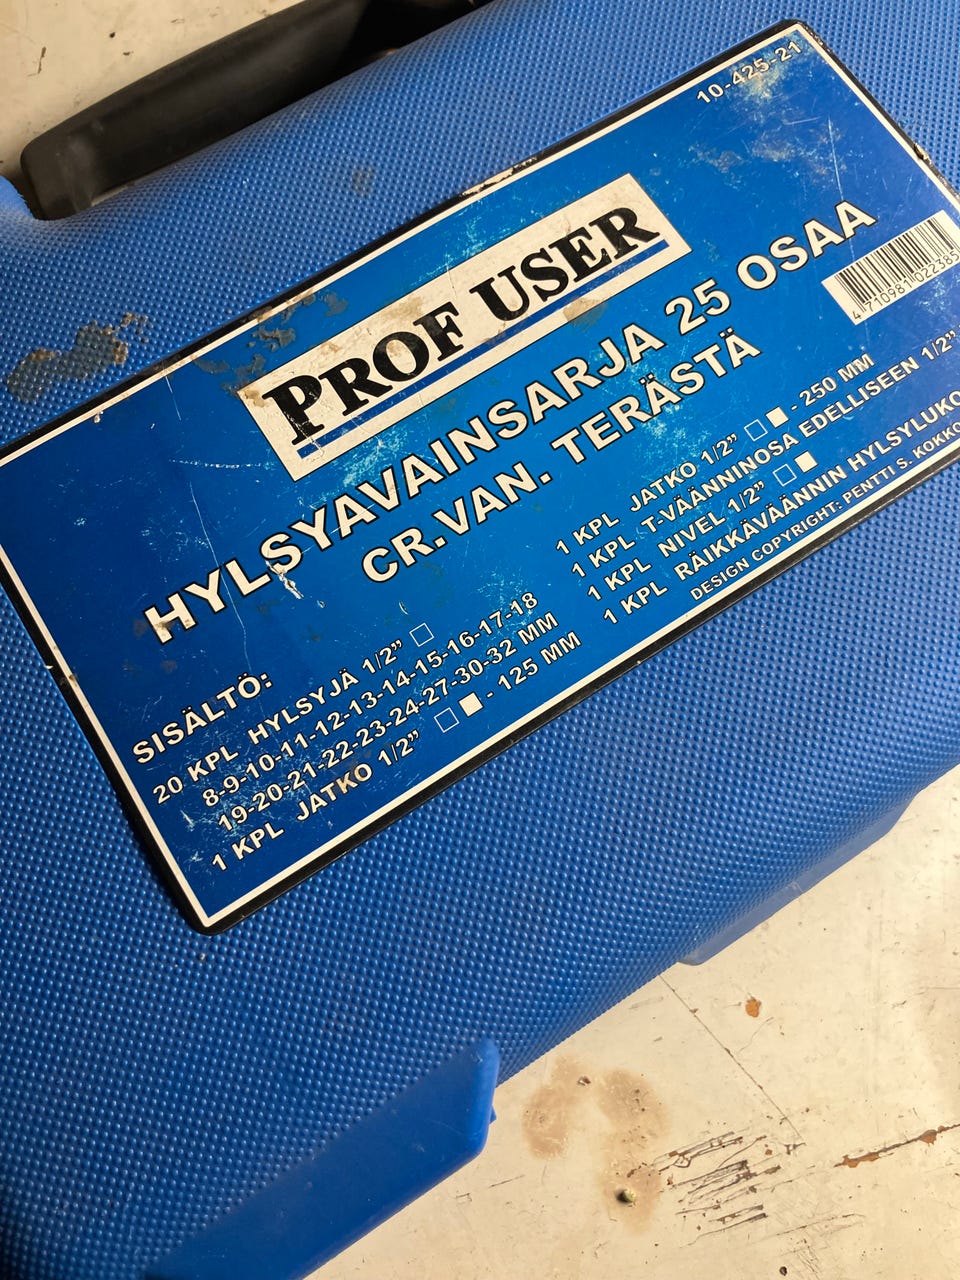 10-425-21
PROF USER
HYLSYAVAINSARJA 25 OSAA
CR.VAN. TERÄSTÄ
4 710981 022385
SISÄLTÖ:
20 KPL HYLSYJÄ 1/2” □
8-9-10-11-12-13-14-15-16-17-18
19-20-21-22-23-24-27-30-32 MM
1 KPL JATKO 1/2” □ ■ - 125 MM
1 KPL JATKO 1/2” □ ■ - 250 MM
1 KPL T-VÄÄNNINOSA EDELLISEEN 1/2”
1 KPL NIVEL 1/2” □ ■
1 KPL RÄIKKÄVÄÄNNIN HYLSYLUKO
DESIGN COPYRIGHT: PENTTI S. KOKKO